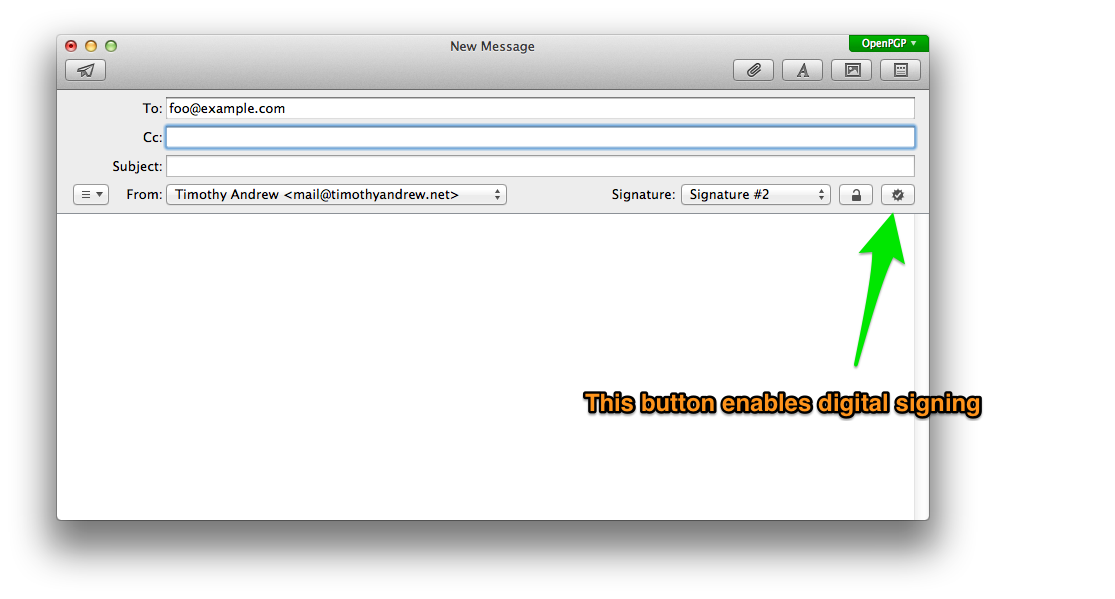 New Message
OpenPGP ▾
To: foo@example.com
Cc:
Subject:
From: Timothy Andrew <mail@timothyandrew.net> Signature: Signature #2
This button enables digital signing